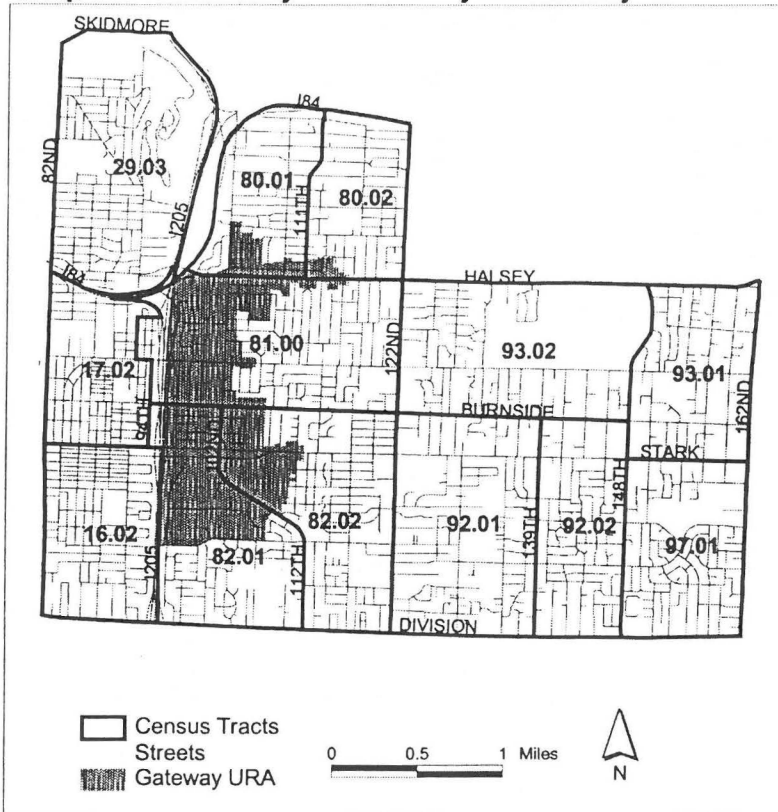 SKIDMORE
I84
82ND
29.03
80.01
111TH
80.02
I205
I84
HALSEY
81.00
122ND
93.02
17.02
93.01
162ND
94TH
BURNSIDE
102ND
STARK
148TH
16.02
82.02
92.01
139TH
92.02
82.01
97.01
I205
112TH
DIVISION
Census Tracts
Streets
Gateway URA
0 0.5 1 Miles
N